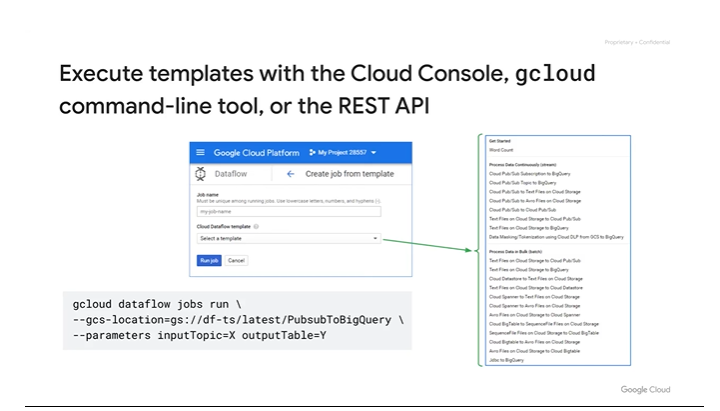 Proprietary + Confidential
Execute templates with the Cloud Console, gcloud
command-line tool, or the REST API
Google Cloud Platform
My Project 28557
Dataflow
Create job from template
Job name
Must be unique among running jobs. Use lowercase letters, numbers, and hyphens (-).
my-job-name
Cloud Dataflow template
Select a template
Run job
Cancel
gcloud dataflow jobs run \
--gcs-location=gs://df-ts/latest/PubsubToBigQuery \
--parameters inputTopic=X outputTable=Y
Get Started
Word Count
Process Data Continuously (stream)
Cloud Pub/Sub Subscription to BigQuery
Cloud Pub/Sub Topic to BigQuery
Cloud Pub/Sub to Text Files on Cloud Storage
Cloud Pub/Sub to Avro Files on Cloud Storage
Cloud Pub/Sub to Cloud Pub/Sub
Text Files on Cloud Storage to Cloud Pub/Sub
Text Files on Cloud Storage to BigQuery
Data Masking/Tokenization using Cloud DLP from GCS to BigQuery
Process Data in Bulk (batch)
Text Files on Cloud Storage to Cloud Pub/Sub
Text Files on Cloud Storage to BigQuery
Cloud Datastore to Text Files on Cloud Storage
Text Files on Cloud Storage to Cloud Datastore
Cloud Spanner to Text Files on Cloud Storage
Cloud Spanner to Avro Files on Cloud Storage
Avro Files on Cloud Storage to Cloud Spanner
Cloud BigTable to SequenceFile Files on Cloud Storage
SequenceFile Files on Cloud Storage to Cloud BigTable
Cloud Bigtable to Avro Files on Cloud Storage
Avro Files on Cloud Storage to Cloud Bigtable
Jdbc to BigQuery
Google Cloud